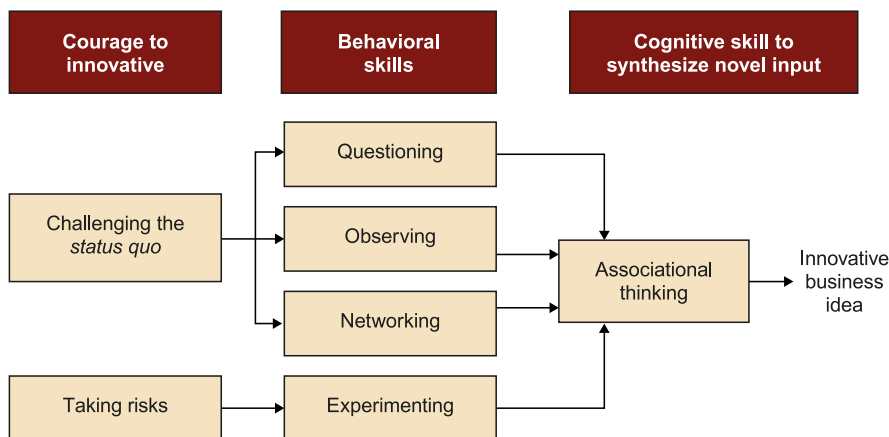 Courage to
innovative
Behavioral
skills
Cognitive skill to
synthesize novel input
Questioning
Challenging the
status quo
Observing
Networking
Taking risks
Experimenting
Associational
thinking
Innovative
business
idea